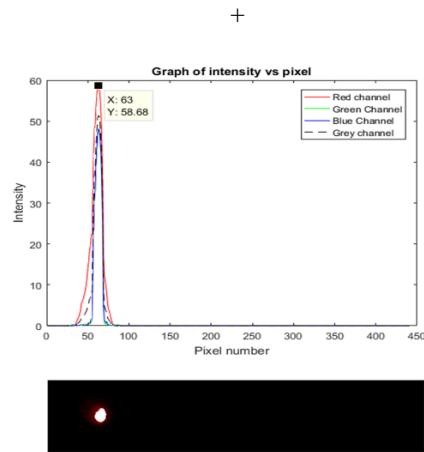 Graph of intensity vs pixel
X: 63
Y: 58.68
Red channel
Green Channel
Blue Channel
Grey channel
Intensity
60
50
40
30
20
10
0
0 50 100 150 200 250 300 350 400 450
Pixel number